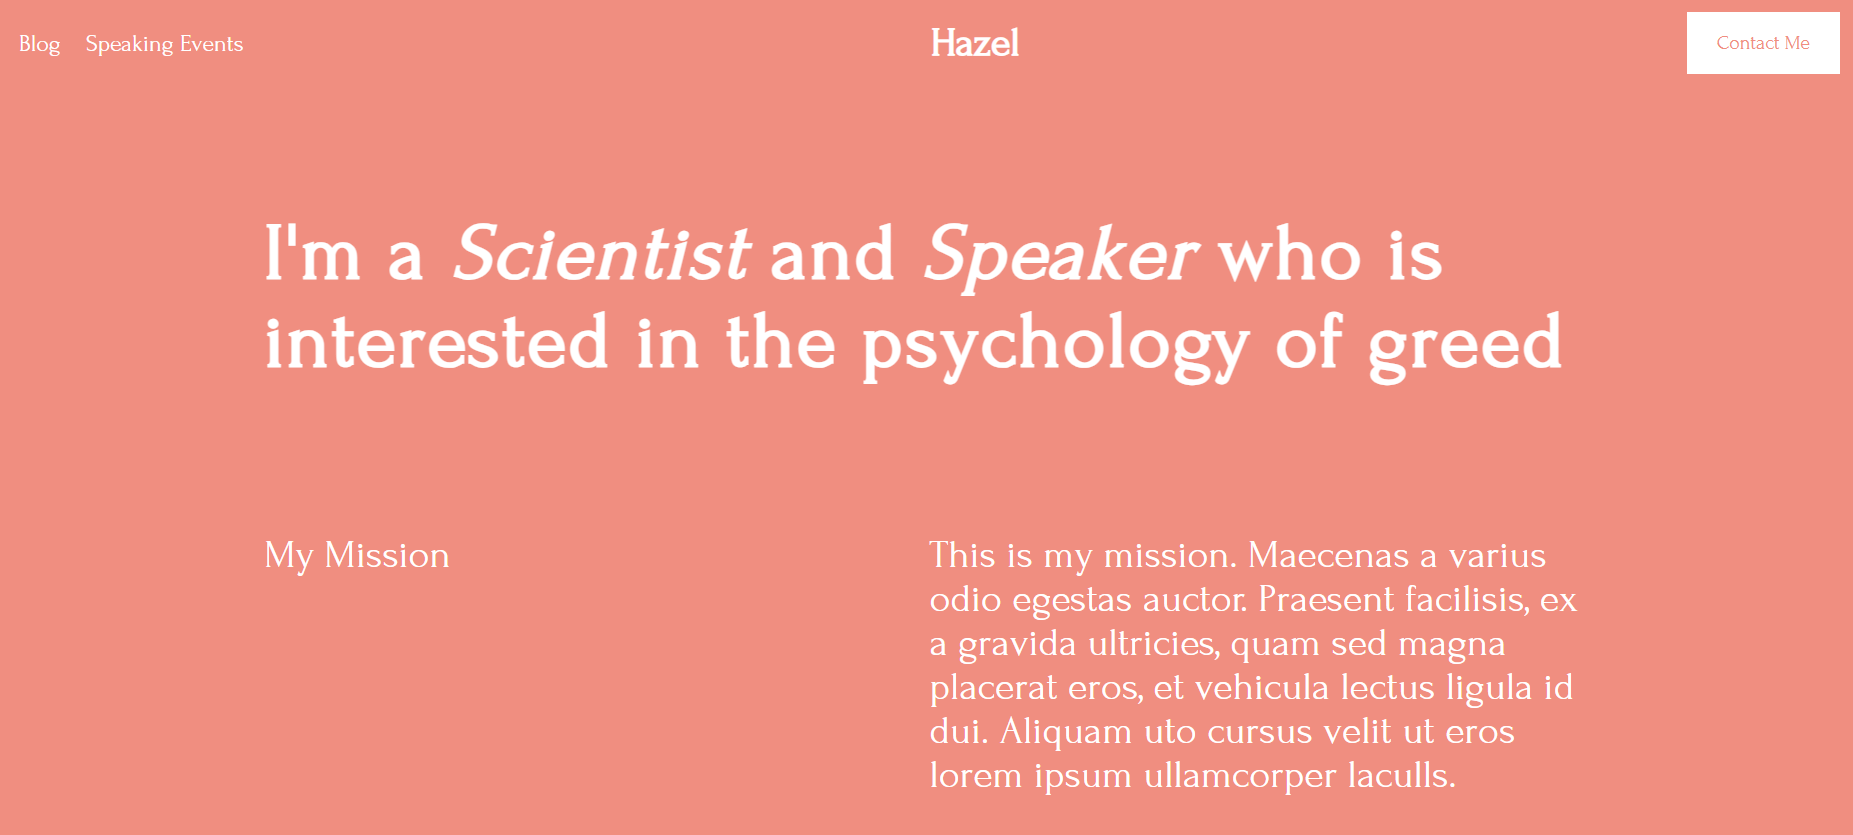 Blog Speaking Events
Hazel
Contact Me
I'm a Scientist and Speaker who is
interested in the psychology of greed
My Mission
This is my mission. Maecenas a varius
odio egestas auctor. Praesent facilisis, ex
a gravida ultricies, quam sed magna
placerat eros, et vehicula lectus ligula id
dui. Aliquam uto cursus velit ut eros
lorem ipsum ullamcorper laculls.